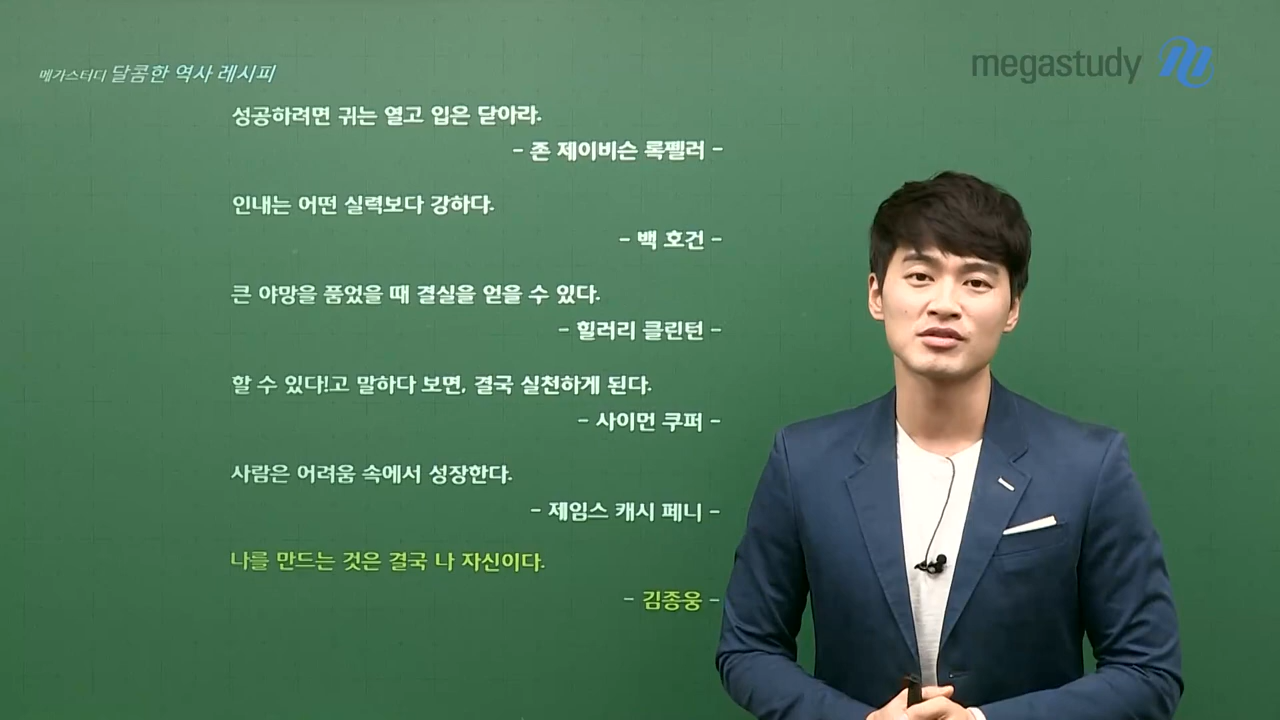 메가스터디 달콤한 역사 레시피
megastudy
성공하려면 귀는 열고 입은 닫아라.
- 존 제이비슨 록펠러 -
인내는 어떤 실력보다 강하다.
- 백 호건 -
큰 야망을 품었을 때 결실을 얻을 수 있다.
- 힐러리 클린턴 -
할 수 있다!고 말하다 보면, 결국 실천하게 된다.
- 사이먼 쿠퍼 -
사람은 어려움 속에서 성장한다.
- 제임스 캐시 페니 -
나를 만드는 것은 결국 나 자신이다.
- 김종웅 -